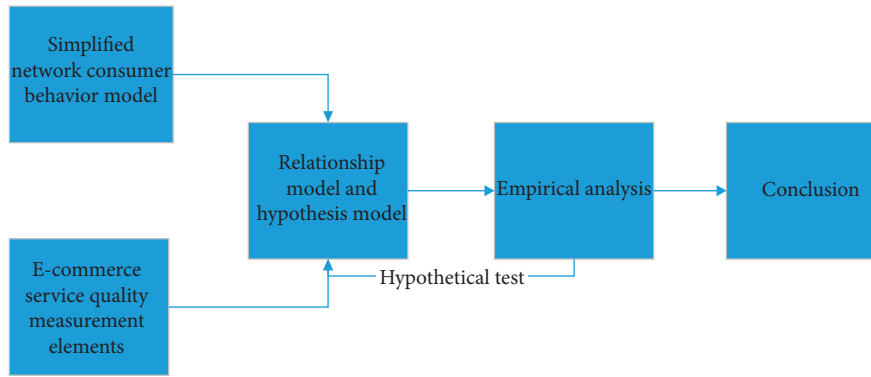 Simplified
network consumer
behavior model
Relationship
model and
hypothesis model
Empirical analysis
Conclusion
Hypothetical test
E-commerce
service quality
measurement
elements